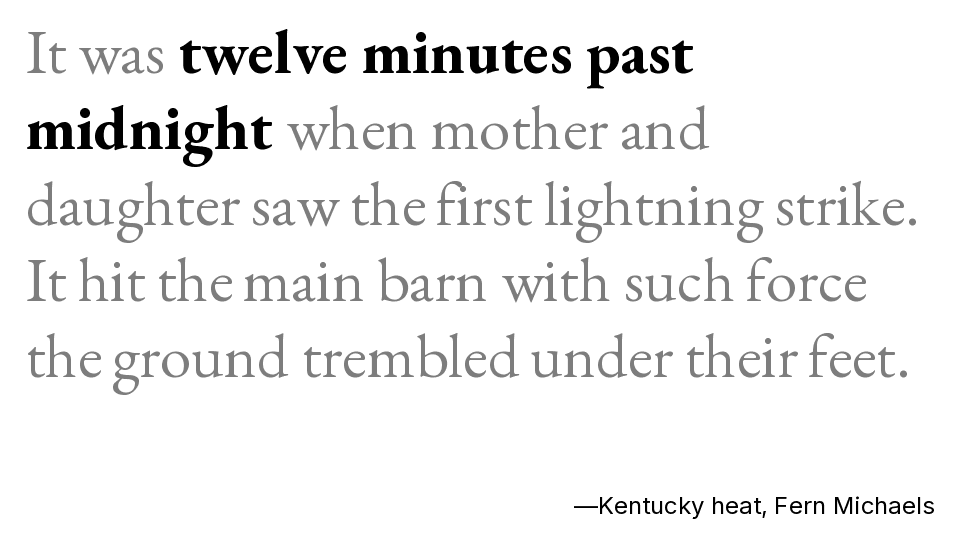 It was twelve minutes past
midnight when mother and
daughter saw the first lightning strike.
It hit the main barn with such force
the ground trembled under their feet.
—Kentucky heat, Fern Michaels